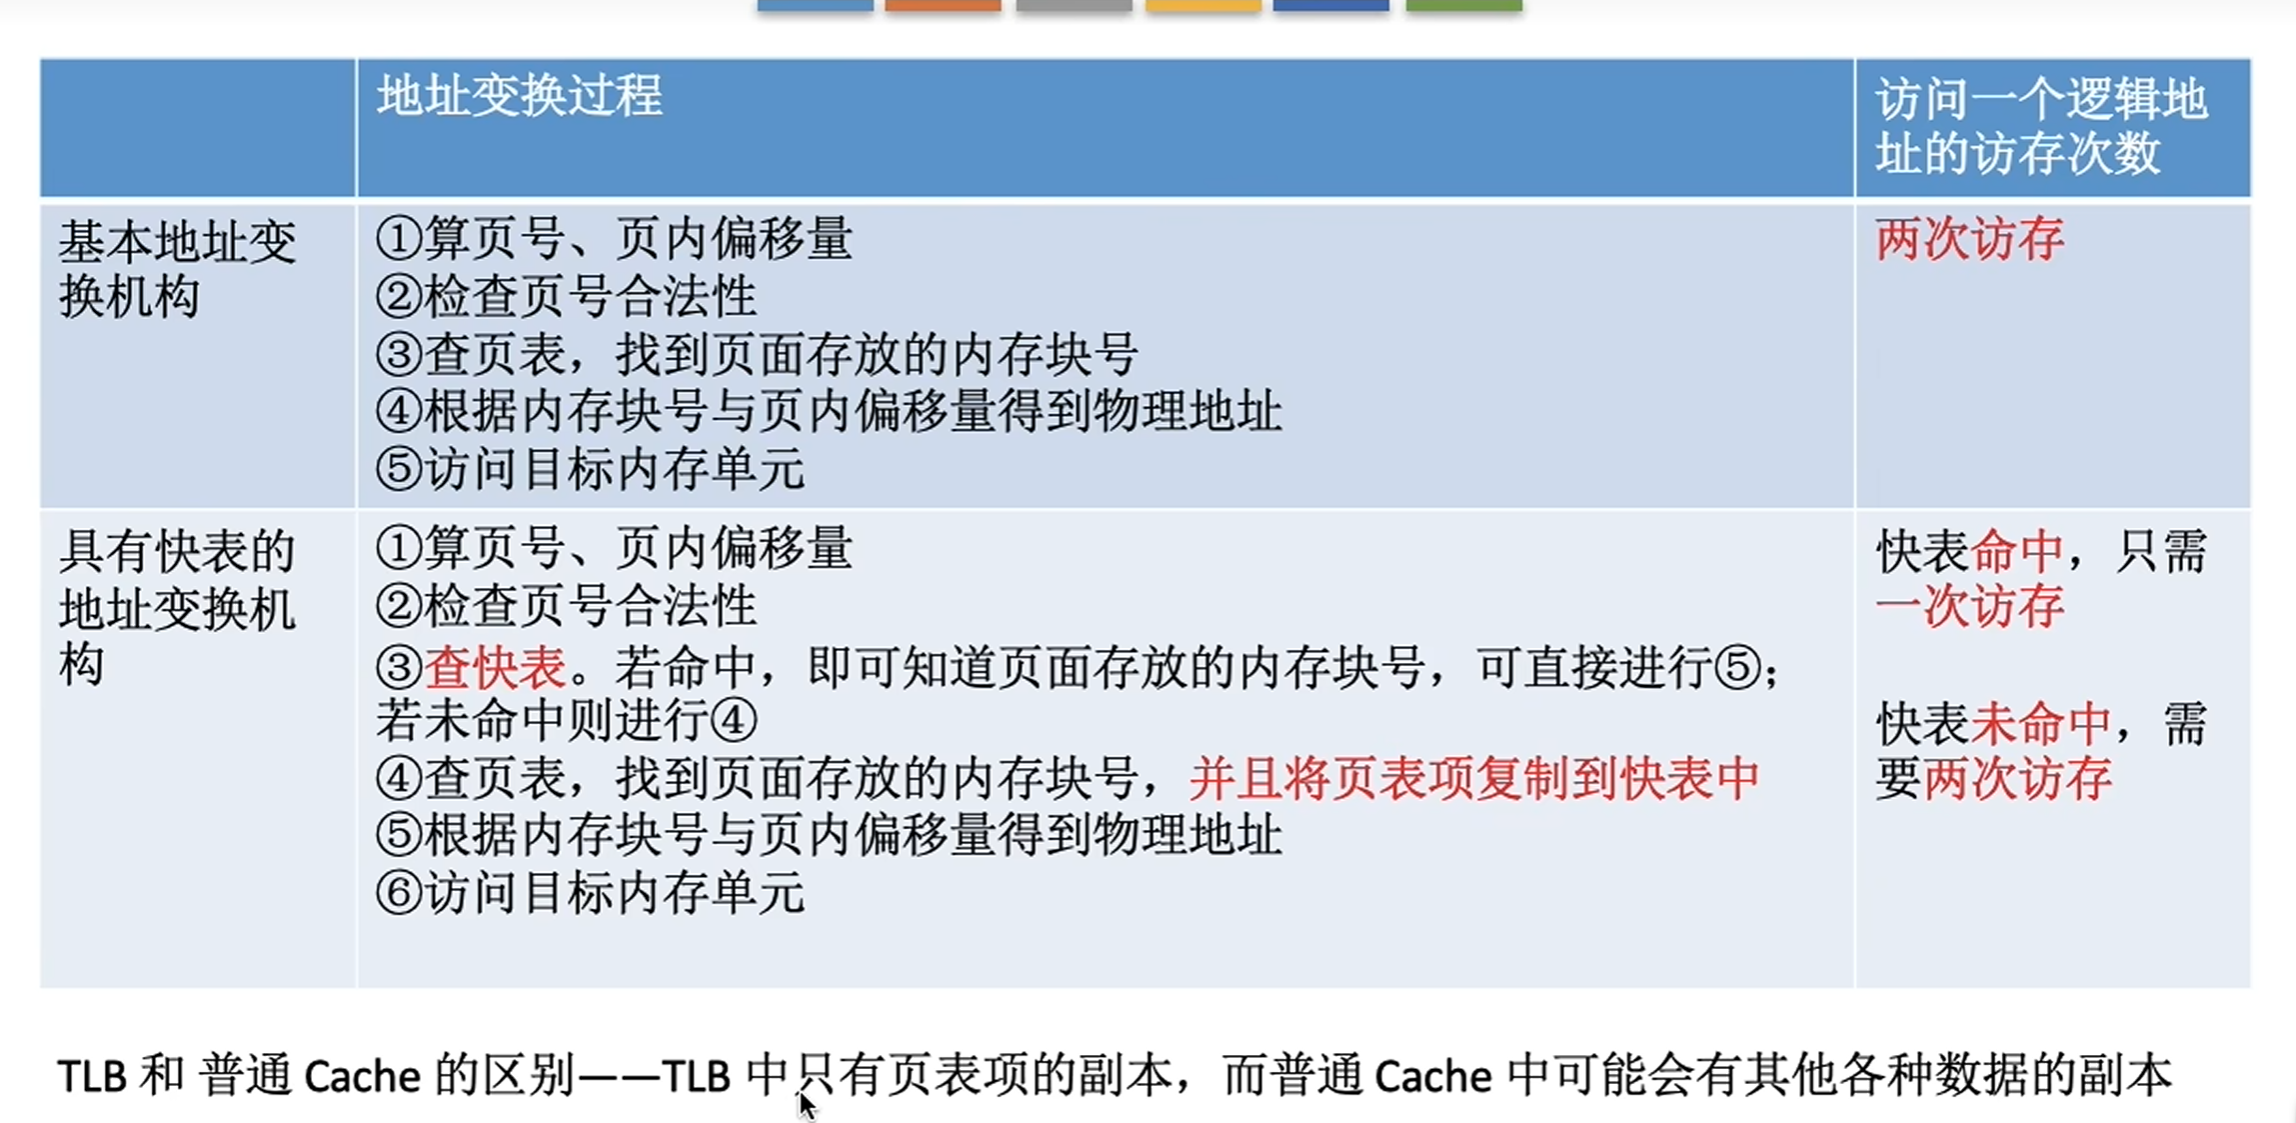 地址变换过程
访问一个逻辑地
址的访存次数
基本地址变
换机构
①算页号、页内偏移量
②检查页号合法性
③查页表，找到页面存放的内存块号
④根据内存块号与页内偏移量得到物理地址
⑤访问目标内存单元
两次访存
具有快表的
地址变换机
构
①算页号、页内偏移量
②检查页号合法性
③查快表。若命中，即可知道页面存放的内存块号，可直接进行⑤；
若未命中则进行④
④查页表，找到页面存放的内存块号，并且将页表项复制到快表中
⑤根据内存块号与页内偏移量得到物理地址
⑥访问目标内存单元
快表命中，只需
一次访存
快表未命中，需
要两次访存
TLB 和 普通 Cache 的区别——TLB 中只有页表项的副本，而普通 Cache 中可能会有其他各种数据的副本